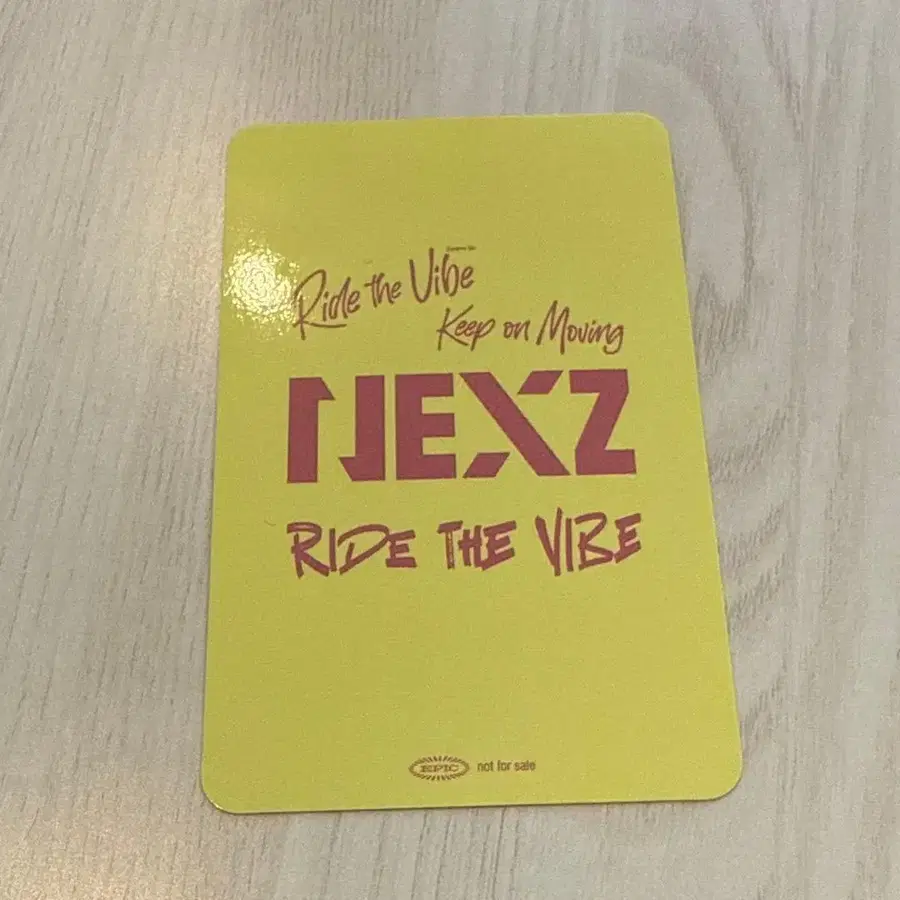 Ride the Vibe
Keep on Moving
NEXZ
RIDE THE VIBE
EPIC not for sale